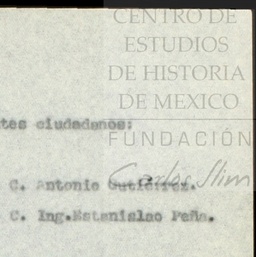 CENTRO DE
ESTUDIOS
DE HISTORIA
DE MEXICO
FUNDACIÓN
Carlos Slim
tes ciudadanos:
C. Antonio Gutiérrez.
C. Ing.Estanislao Peña.